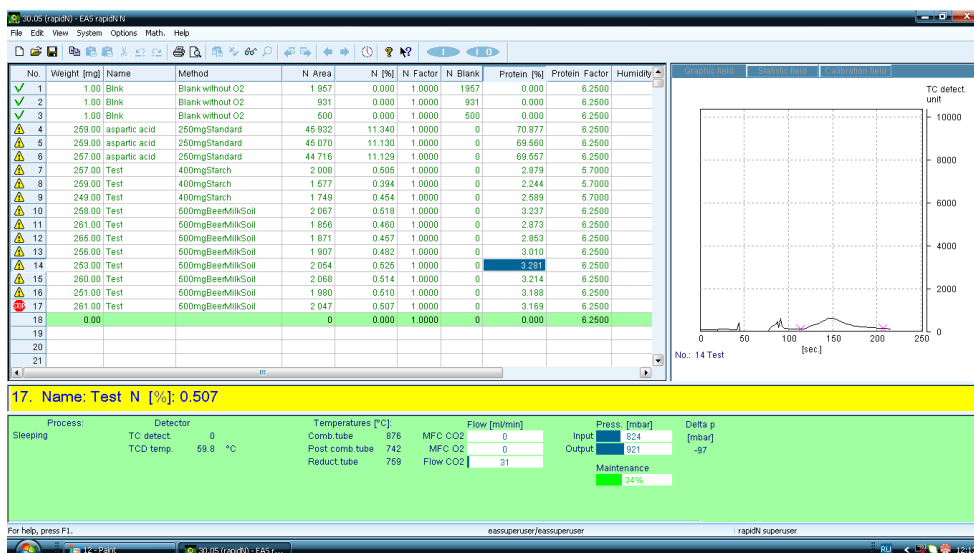 30.05 (rapidN) - EAS rapidN N
File Edit View System Options Math. Help
No. Weight [mg] Name Method N Area N [%] N Factor N Blank Protein [%] Protein Factor Humidity
1 1.00 Blnk Blank without O2 1 957 0.000 1.0000 1957 0.000 6.2500
2 1.00 Blnk Blank without O2 931 0.000 1.0000 931 0.000 6.2500
3 1.00 Blnk Blank without O2 500 0.000 1.0000 500 0.000 6.2500
4 259.00 aspartic acid 250mgStandard 45 932 11.340 1.0000 0 70.877 6.2500
5 259.00 aspartic acid 250mgStandard 45 070 11.130 1.0000 0 69.560 6.2500
6 257.00 aspartic acid 250mgStandard 44 716 11.129 1.0000 0 69.557 6.2500
7 257.00 Test 400mgStarch 2 008 0.505 1.0000 0 2.879 5.7000
8 259.00 Test 400mgStarch 1 577 0.394 1.0000 0 2.244 5.7000
9 249.00 Test 400mgStarch 1 749 0.454 1.0000 0 2.589 5.7000
10 258.00 Test 500mgBeerMilkSoil 2 067 0.518 1.0000 0 3.237 6.2500
11 261.00 Test 500mgBeerMilkSoil 1 856 0.460 1.0000 0 2.873 6.2500
12 265.00 Test 500mgBeerMilkSoil 1 871 0.457 1.0000 0 2.853 6.2500
13 256.00 Test 500mgBeerMilkSoil 1 907 0.482 1.0000 0 3.010 6.2500
14 253.00 Test 500mgBeerMilkSoil 2 054 0.525 1.0000 0 3.281 6.2500
15 260.00 Test 500mgBeerMilkSoil 2 068 0.514 1.0000 0 3.214 6.2500
16 251.00 Test 500mgBeerMilkSoil 1 980 0.510 1.0000 0 3.188 6.2500
STOP 17 261.00 Test 500mgBeerMilkSoil 2 047 0.507 1.0000 0 3.169 6.2500
18 0.00 0 0.000 1.0000 0 0.000 6.2500
19
20
21
Graphic field Statistic field Calibration field
TC detect.
unit
10000
8000
6000
4000
2000
0
0 50 100 150 200 250
[sec.]
No.: 14 Test
17. Name: Test N [%]: 0.507
Process: Detector Temperatures [°C]: Flow [ml/min] Press. [mbar] Delta p
Sleeping TC detect. 0 Comb.tube 876 MFC CO2 0 Input 824 [mbar]
TCD temp. 59.8 °C Post comb.tube 742 MFC O2 0 Output 921 -97
Reduct.tube 759 Flow CO2 31
Maintenance
34%
For help, press F1. eassuperuser/eassuperuser rapidN superuser
12 - Paint 30.05 (rapidN) - EAS r... RU